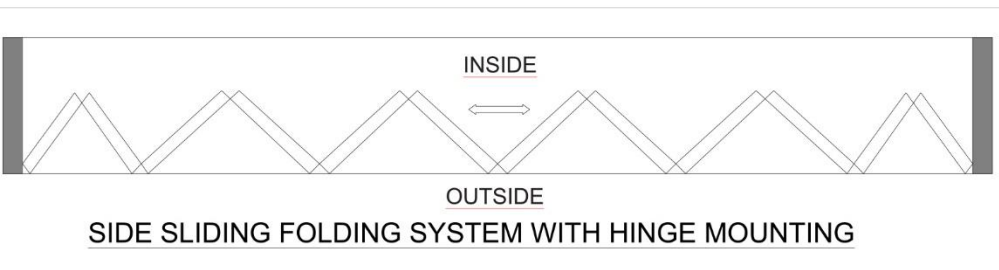 INSIDE
OUTSIDE
SIDE SLIDING FOLDING SYSTEM WITH HINGE MOUNTING